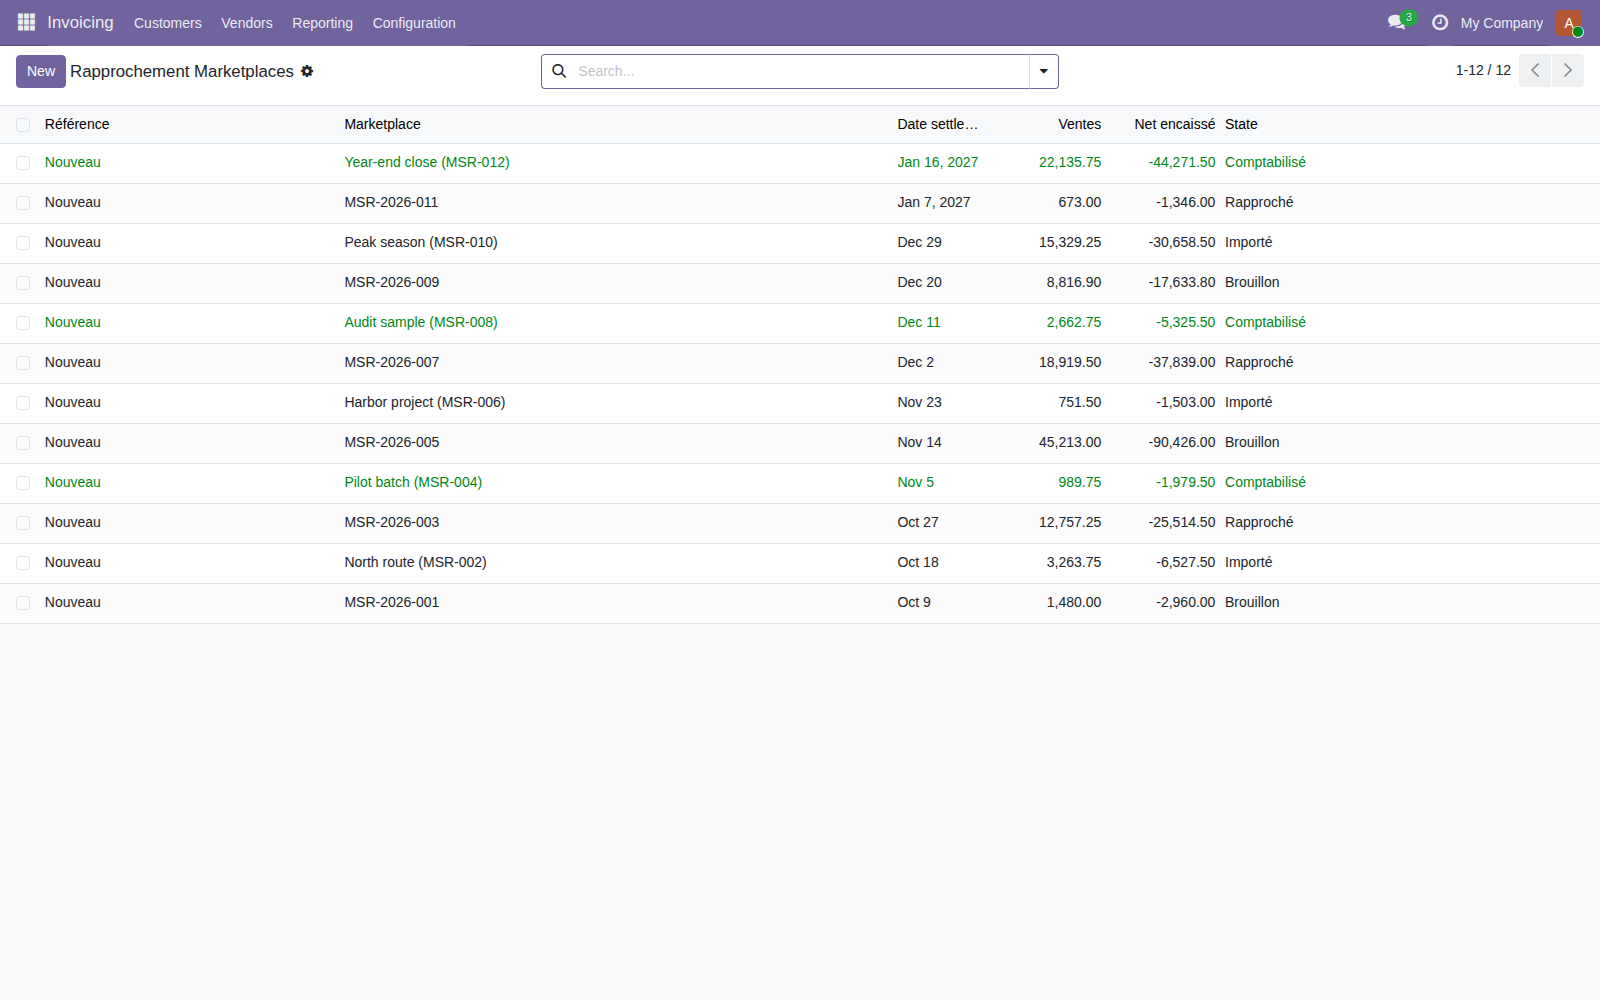 Invoicing Customers Vendors Reporting Configuration 3 My Company A
New Rapprochement Marketplaces Search... 1-12 / 12
Référence Marketplace Date settle… Ventes Net encaissé State
Nouveau Year-end close (MSR-012) Jan 16, 2027 22,135.75 -44,271.50 Comptabilisé
Nouveau MSR-2026-011 Jan 7, 2027 673.00 -1,346.00 Rapproché
Nouveau Peak season (MSR-010) Dec 29 15,329.25 -30,658.50 Importé
Nouveau MSR-2026-009 Dec 20 8,816.90 -17,633.80 Brouillon
Nouveau Audit sample (MSR-008) Dec 11 2,662.75 -5,325.50 Comptabilisé
Nouveau MSR-2026-007 Dec 2 18,919.50 -37,839.00 Rapproché
Nouveau Harbor project (MSR-006) Nov 23 751.50 -1,503.00 Importé
Nouveau MSR-2026-005 Nov 14 45,213.00 -90,426.00 Brouillon
Nouveau Pilot batch (MSR-004) Nov 5 989.75 -1,979.50 Comptabilisé
Nouveau MSR-2026-003 Oct 27 12,757.25 -25,514.50 Rapproché
Nouveau North route (MSR-002) Oct 18 3,263.75 -6,527.50 Importé
Nouveau MSR-2026-001 Oct 9 1,480.00 -2,960.00 Brouillon